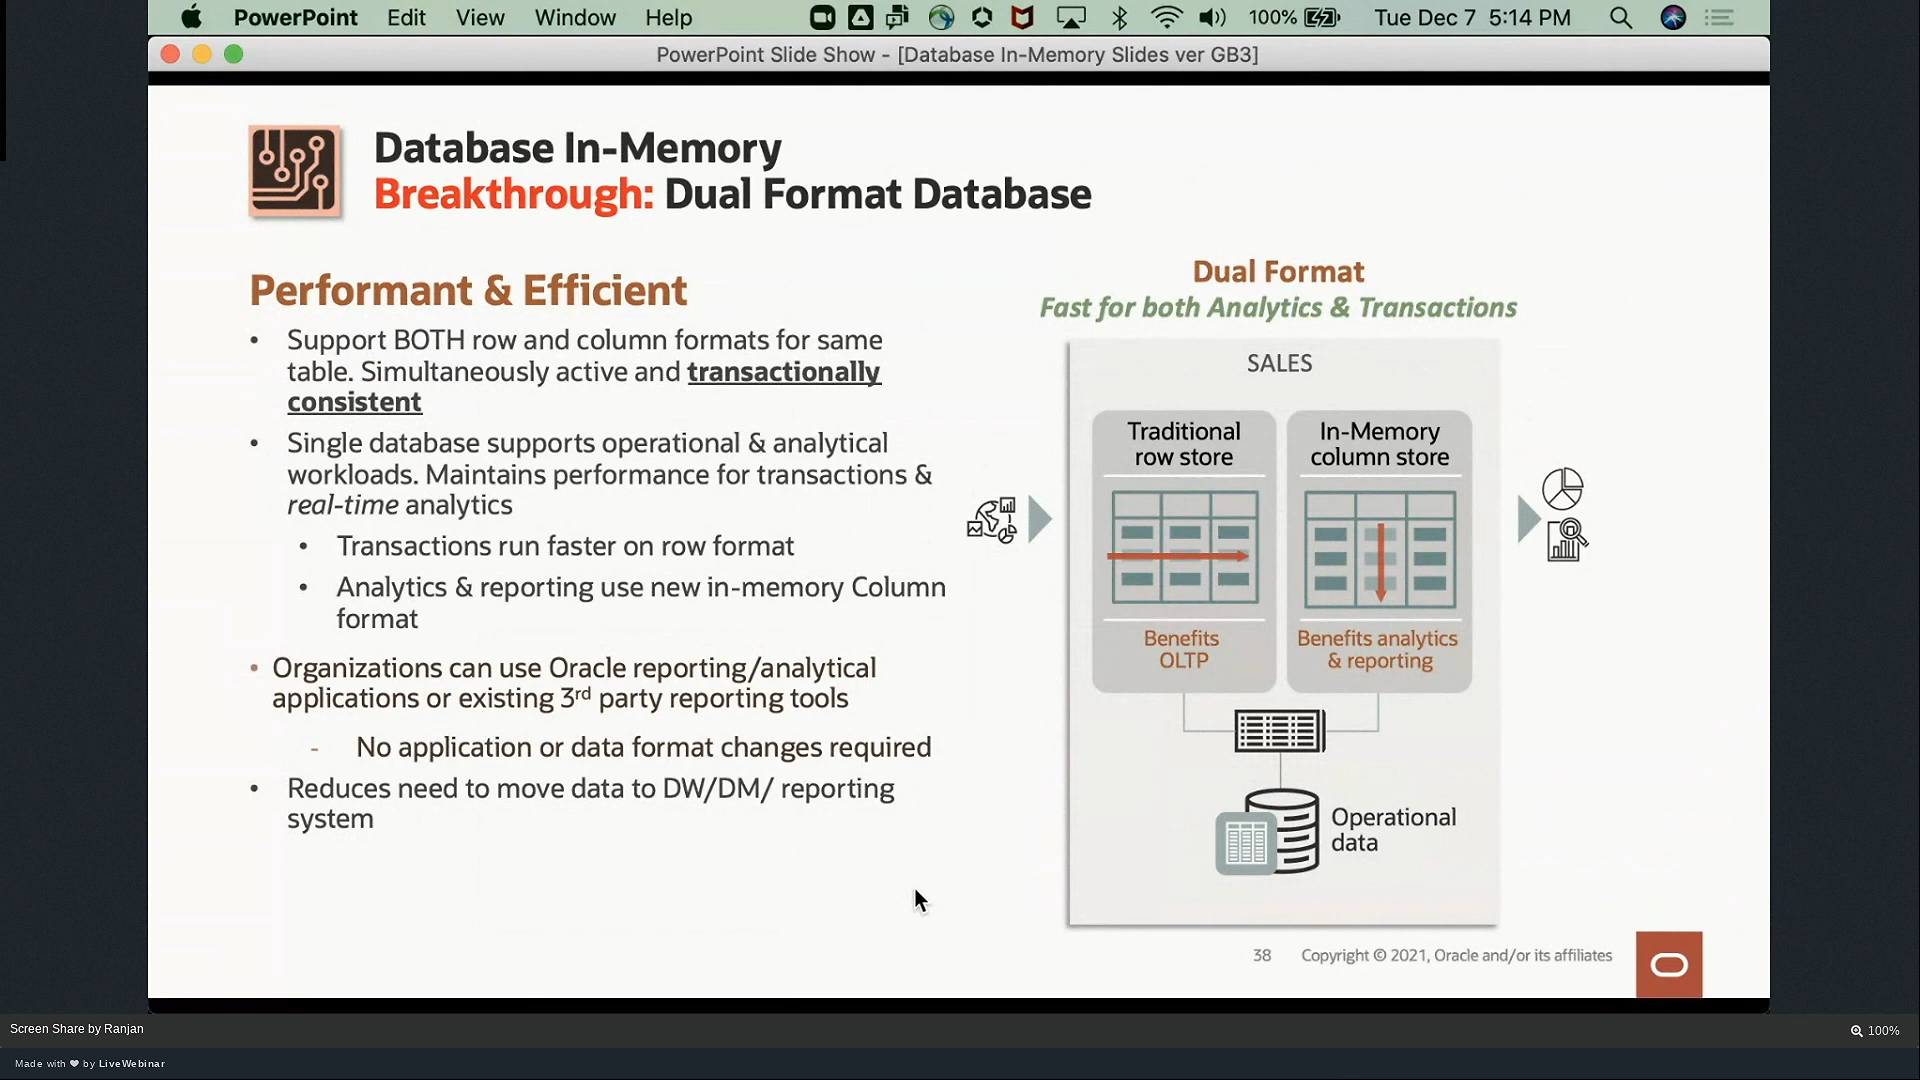 PowerPoint Edit View Window Help 100% Tue Dec 7 5:14 PM
PowerPoint Slide Show - [Database In-Memory Slides ver GB3]
Database In-Memory
Breakthrough: Dual Format Database
Performant & Efficient
• Support BOTH row and column formats for same
table. Simultaneously active and transactionally
consistent
• Single database supports operational & analytical
workloads. Maintains performance for transactions &
real-time analytics
• Transactions run faster on row format
• Analytics & reporting use new in-memory Column
format
• Organizations can use Oracle reporting/analytical
applications or existing 3rd party reporting tools
- No application or data format changes required
• Reduces need to move data to DW/DM/ reporting
system
Dual Format
Fast for both Analytics & Transactions
SALES
Traditional
row store
Benefits
OLTP
In-Memory
column store
Benefits analytics
& reporting
Operational
data
38 Copyright © 2021, Oracle and/or its affiliates
Screen Share by Ranjan
100%
Made with ❤ by LiveWebinar